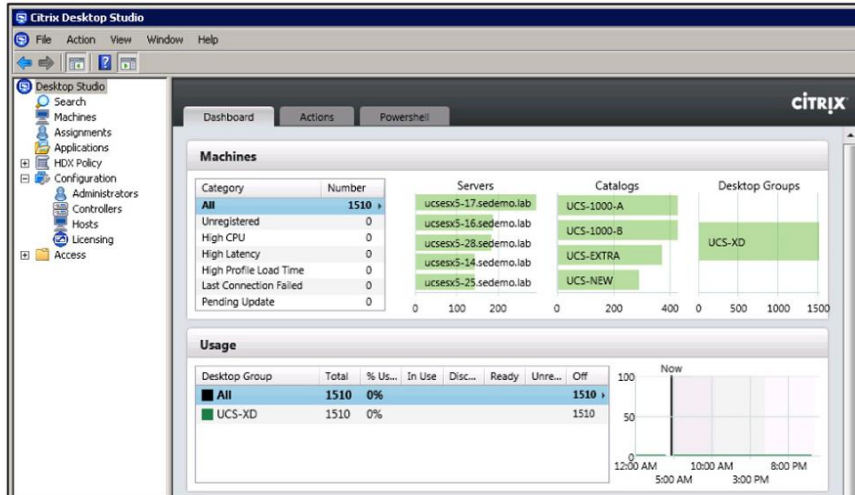 Citrix Desktop Studio
File Action View Window Help
Desktop Studio
Search
Machines
Assignments
Applications
HDX Policy
Configuration
Administrators
Controllers
Hosts
Licensing
Access
CITRIX
Dashboard Actions Powershell
Machines
Category Number
All 1510
Unregistered 0
High CPU 0
High Latency 0
High Profile Load Time 0
Last Connection Failed 0
Pending Update 0
Servers
ucsesx5-17.sedemo.lab
ucsesx5-16.sedemo.lab
ucsesx5-28.sedemo.lab
ucsesx5-14.sedemo.lab
ucsesx5-25.sedemo.lab
0 100 200
Catalogs
UCS-1000-A
UCS-1000-B
UCS-EXTRA
UCS-NEW
0 200 400
Desktop Groups
UCS-XD
0 500 1000 1500
Usage
Desktop Group Total % Us... In Use Disc... Ready Unre... Off
All 1510 0% 1510
UCS-XD 1510 0% 1510
Now
100
50
0
12:00 AM 10:00 AM 8:00 PM
5:00 AM 3:00 PM